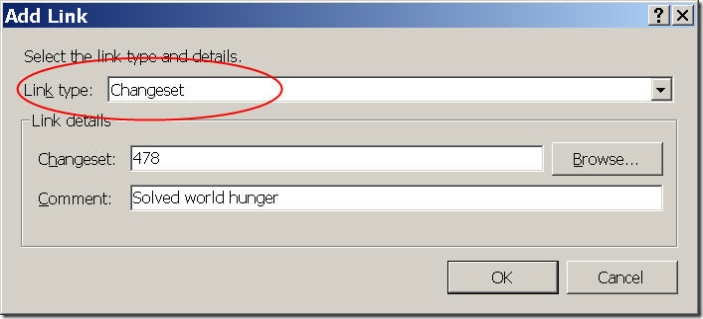 Add Link
Select the link type and details.
Link type: Changeset
Link details
Changeset: 478 Browse...
Comment: Solved world hunger
OK Cancel